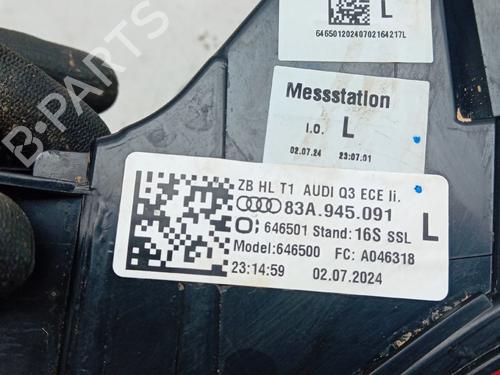 L
64650120240702164217L
Messstation
I.O. L
02.07.24 23:07.01
ZB HL T1 AUDI Q3 ECE li.
83A.945.091
646501 Stand: 16S SSL
L
Model:646500 FC: A046318
23:14:59 02.07.2024
B-PARTS